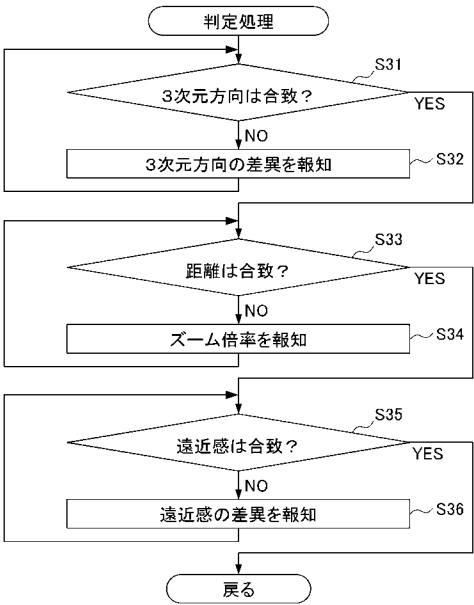 判定処理
S31
3次元方向は合致?
YES
NO
3次元方向の差異を報知
S32
S33
距離は合致?
YES
NO
ズーム倍率を報知
S34
S35
遠近感は合致?
YES
NO
遠近感の差異を報知
S36
戻る